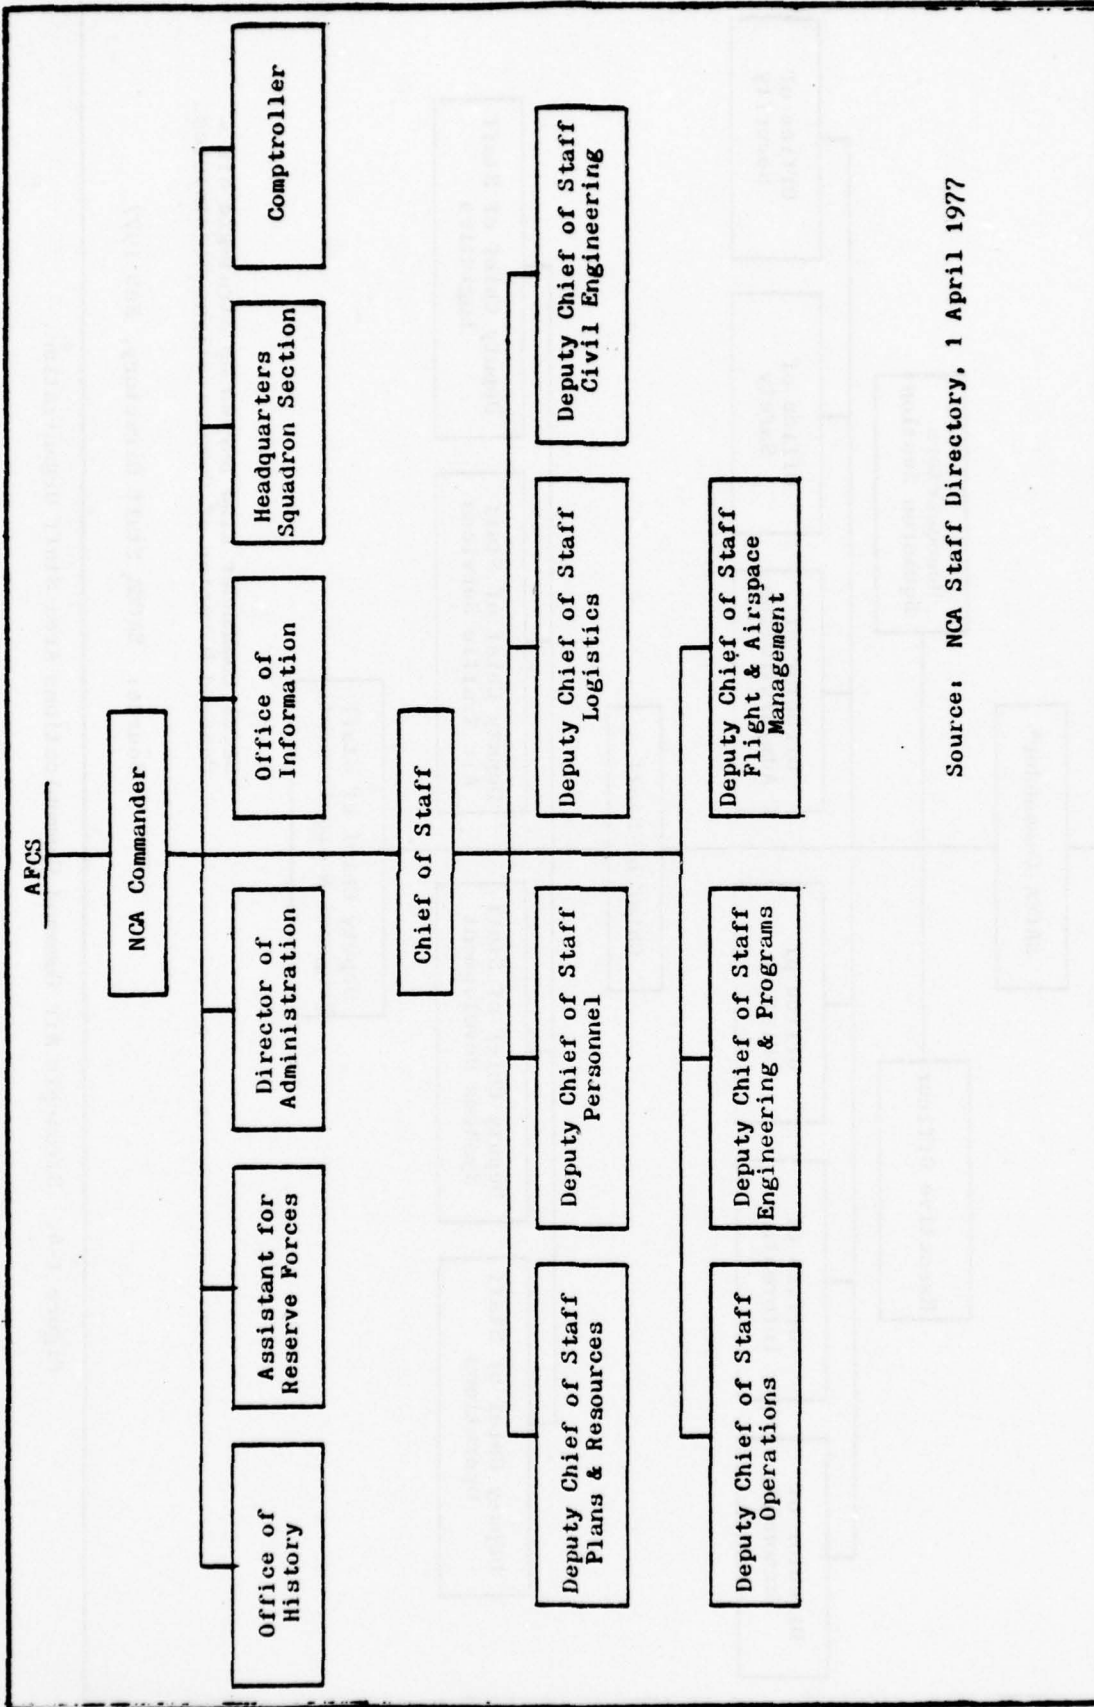 AFCS
NCA Commander
Office of
History
Assistant for
Reserve Forces
Director of
Administration
Office of
Information
Headquarters
Squadron Section
Comptroller
Chief of Staff
Deputy Chief of Staff
Plans & Resources
Deputy Chief of Staff
Personnel
Deputy Chief of Staff
Logistics
Deputy Chief of Staff
Civil Engineering
Deputy Chief of Staff
Operations
Deputy Chief of Staff
Engineering & Programs
Deputy Chief of Staff
Flight & Airspace
Management
Source: NCA Staff Directory, 1 April 1977